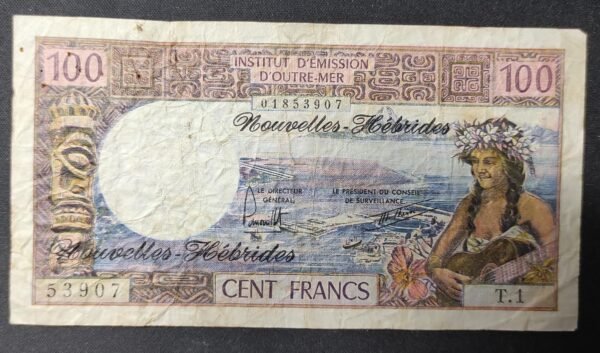 100
INSTITUT D'ÉMISSION
D'OUTRE-MER
100
01853907
Nouvelles-Hébrides
LE DIRECTEUR
GÉNÉRAL
LE PRÉSIDENT DU CONSEIL
DE SURVEILLANCE
Nouvelles-Hébrides
53907
CENT FRANCS
T.1